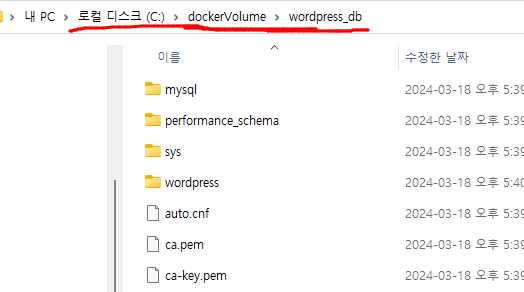 내 PC > 로컬 디스크 (C:) > dockerVolume > wordpress_db
이름 수정한 날짜
mysql 2024-03-18 오후 5:39
performance_schema 2024-03-18 오후 5:39
sys 2024-03-18 오후 5:39
wordpress 2024-03-18 오후 5:40
auto.cnf 2024-03-18 오후 5:39
ca.pem 2024-03-18 오후 5:39
ca-key.pem 2024-03-18 오후 5:39